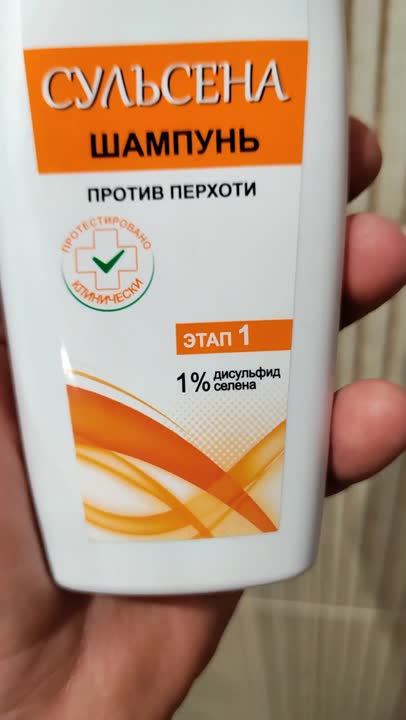 СУЛЬСЕНА
ШАМПУНЬ
ПРОТИВ ПЕРХОТИ
ПРОТЕСТИРОВАНО
КЛИНИЧЕСКИ
ЭТАП 1
1% дисульфид
селена